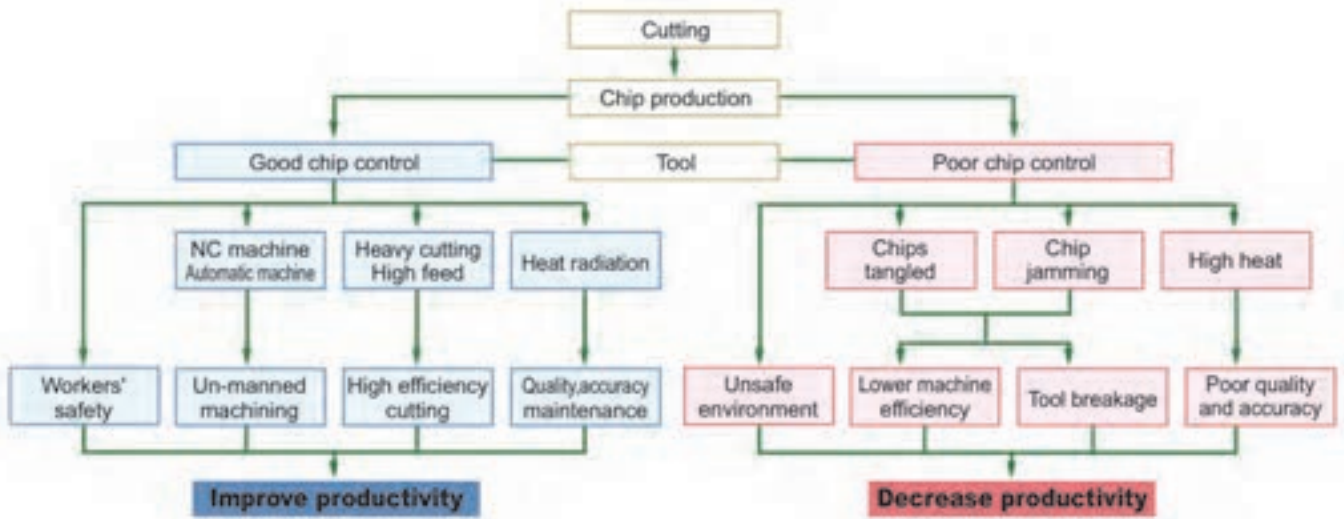 Cutting
Chip production
Good chip control
Tool
Poor chip control
NC machine
Automatic machine
Heavy cutting
High feed
Heat radiation
Chips
tangled
Chip
jamming
High heat
Workers'
safety
Un-manned
machining
High efficiency
cutting
Quality,accuracy
maintenance
Unsafe
environment
Lower machine
efficiency
Tool breakage
Poor quality
and accuracy
Improve productivity
Decrease productivity